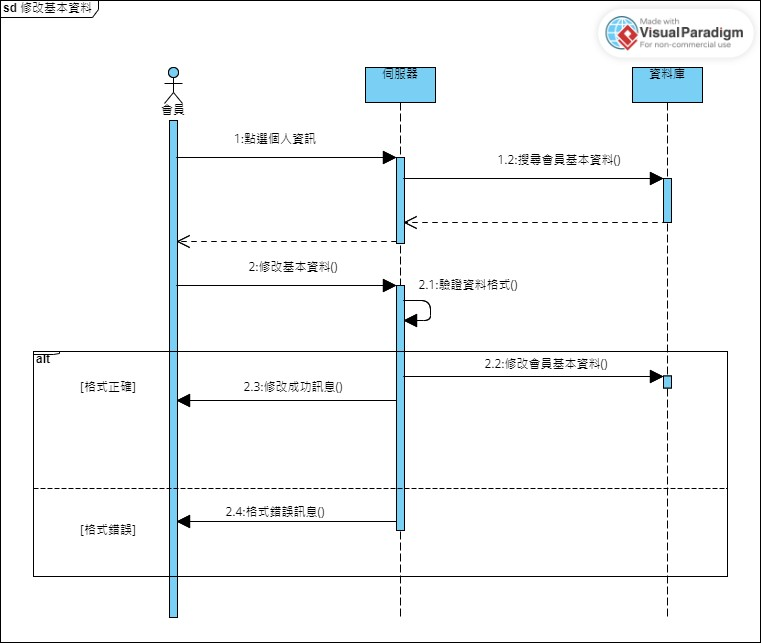 sd 修改基本資料
Made with
VisualParadigm
For non-commercial use
會員
伺服器
資料庫
1:點選個人資訊
1.2:搜尋會員基本資料()
2:修改基本資料()
2.1:驗證資料格式()
alt
2.2:修改會員基本資料()
[格式正確]
2.3:修改成功訊息()
2.4:格式錯誤訊息()
[格式錯誤]